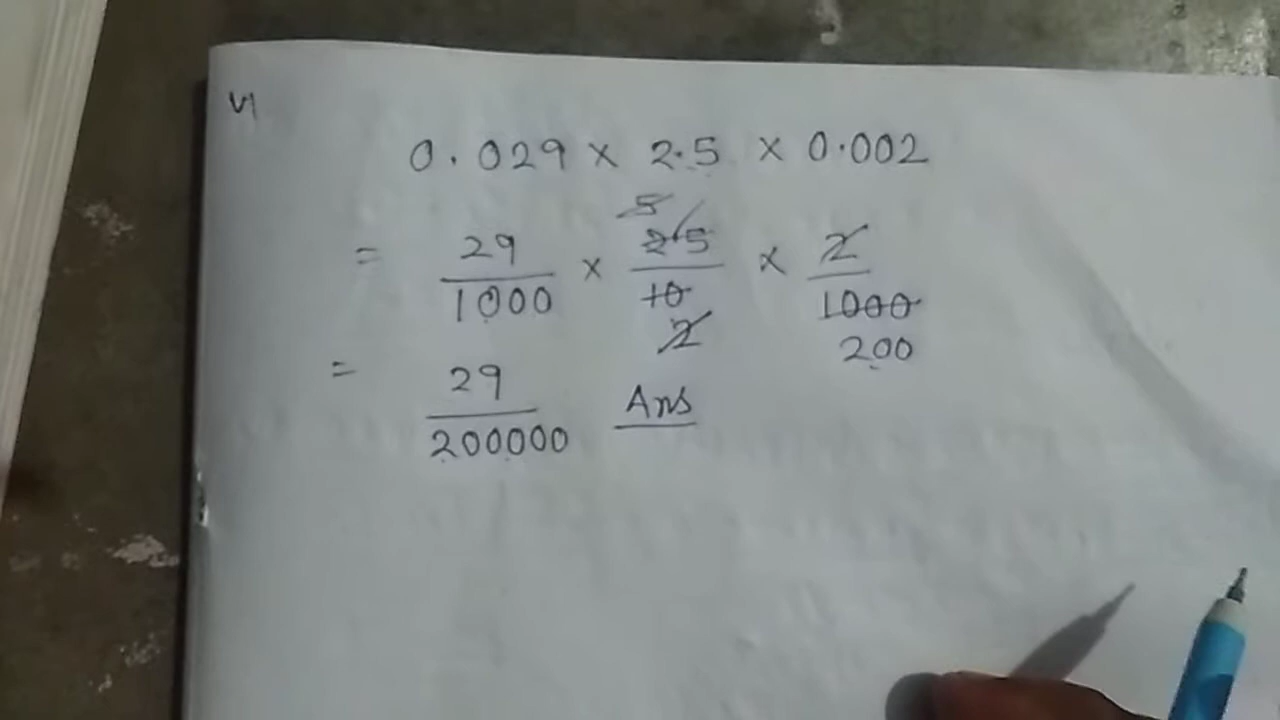 VI
0.029 × 2.5 × 0.002
5
= 29/1000 × 25/10 × 2/1000
2 200
= 29/200000 Ans